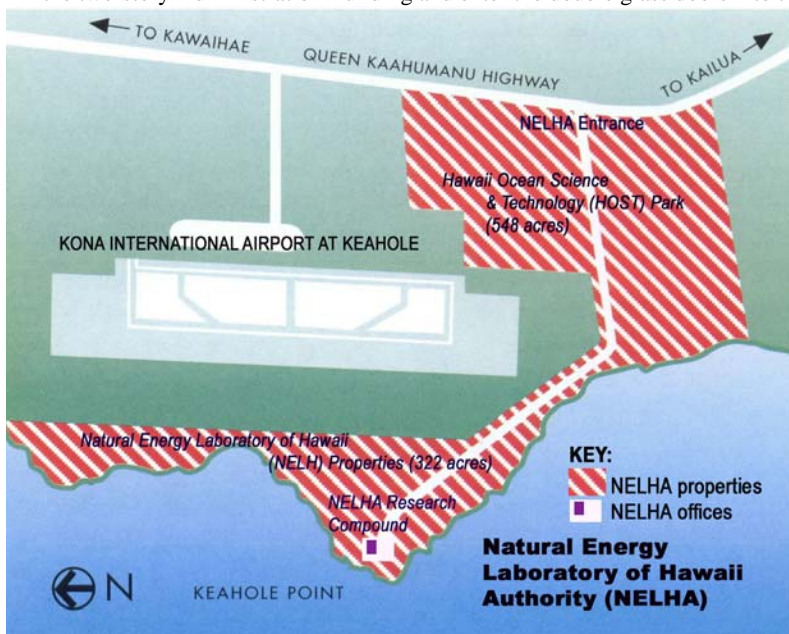 TO KAWAIHAE
QUEEN KAAHUMANU HIGHWAY
TO KAILUA
NELHA Entrance
Hawaii Ocean Science
& Technology (HOST) Park
(548 acres)
KONA INTERNATIONAL AIRPORT AT KEAHOLE
Natural Energy Laboratory of Hawaii
(NELH) Properties (322 acres)
NELHA Research
Compound
KEY:
NELHA properties
NELHA offices
Natural Energy
Laboratory of Hawaii
Authority (NELHA)
N
KEAHOLE POINT